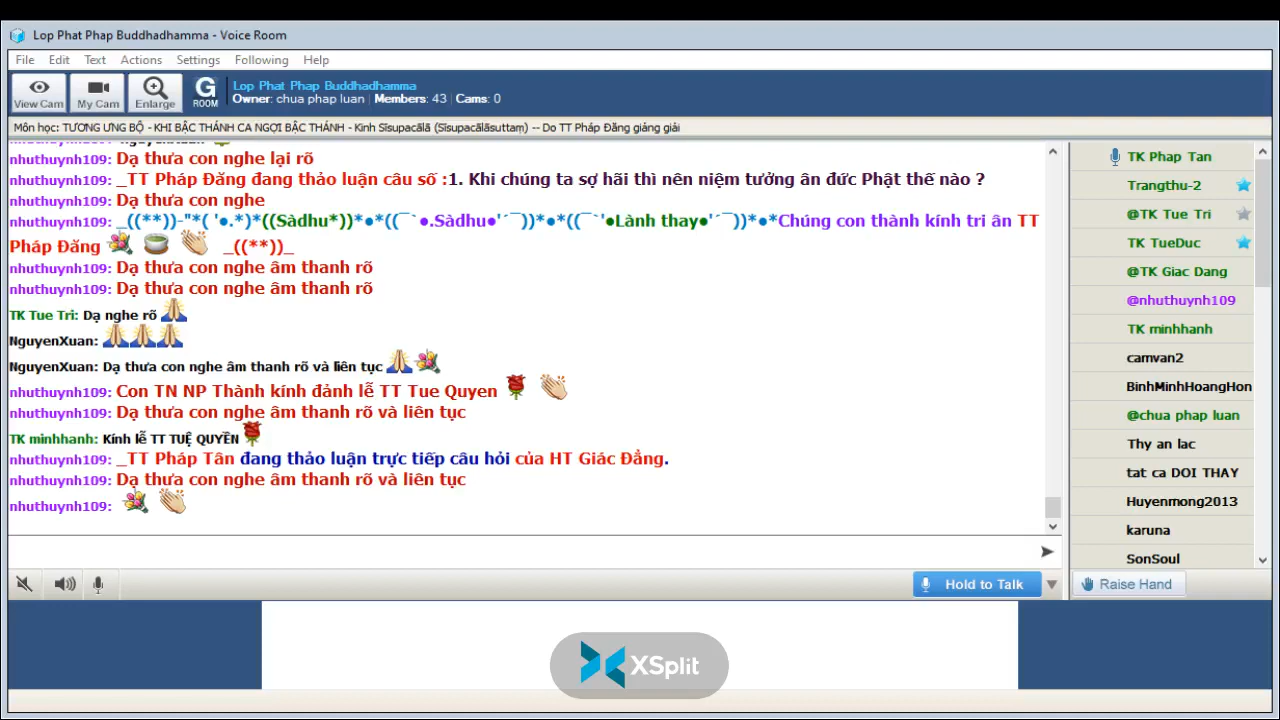 Lop Phat Phap Buddhadhamma - Voice Room
File Edit Text Actions Settings Following Help
View Cam My Cam Enlarge G ROOM
Lop Phat Phap Buddhadhamma
Owner: chua phap luan | Members: 43 | Cams: 0
Môn học: TƯƠNG ƯNG BỘ - KHI BẬC THÁNH CA NGỢI BẬC THÁNH - Kinh Sīsupacālā (Sīsupacālāsuttaṃ) -- Do TT Pháp Đăng giảng giải
nhuthuynh109: Dạ thưa con nghe lại rõ
nhuthuynh109: _TT Pháp Đăng đang thảo luận câu số :1. Khi chúng ta sợ hãi thì nên niệm tưởng ân đức Phật thế nào ?
nhuthuynh109: Dạ thưa con nghe
nhuthuynh109: _((**))-"*( '●.*)*((Sàdhu*))*●*((¯`●.Sàdhu●'´¯))*●*((¯`'●Lành thay●'´¯))*●*Chúng con thành kính tri ân TT
Pháp Đăng _((**))_
nhuthuynh109: Dạ thưa con nghe âm thanh rõ
nhuthuynh109: Dạ thưa con nghe âm thanh rõ
TK Tue Tri: Dạ nghe rõ
NguyenXuan:
NguyenXuan: Dạ thưa con nghe âm thanh rõ và liên tục
nhuthuynh109: Con TN NP Thành kính đảnh lễ TT Tue Quyen
nhuthuynh109: Dạ thưa con nghe âm thanh rõ và liên tục
TK minhhanh: Kính lễ TT TUỆ QUYỀN
nhuthuynh109: _TT Pháp Tân đang thảo luận trực tiếp câu hỏi của HT Giác Đẳng.
nhuthuynh109: Dạ thưa con nghe âm thanh rõ và liên tục
nhuthuynh109:
TK Phap Tan
Trangthu-2
@TK Tue Tri
TK TueDuc
@TK Giac Dang
@nhuthuynh109
TK minhhanh
camvan2
BinhMinhHoangHon
@chua phap luan
Thy an lac
tat ca DOI THAY
Huyenmong2013
karuna
SonSoul
Hold to Talk
Raise Hand
XSplit